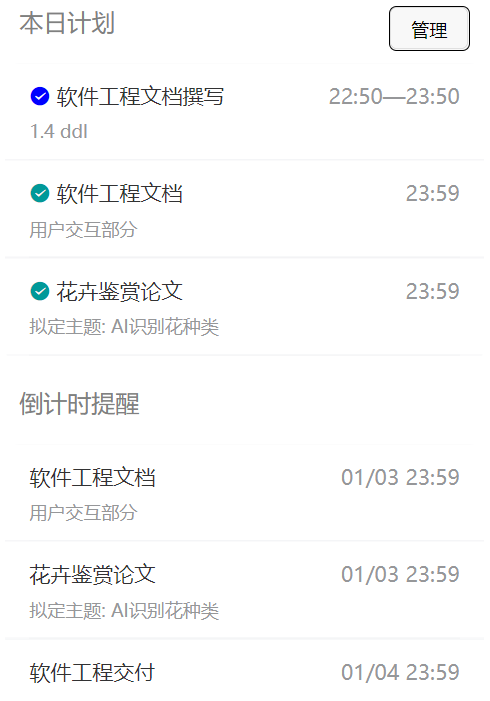 本日计划
管理
软件工程文档撰写 22:50—23:50
1.4 ddl
软件工程文档 23:59
用户交互部分
花卉鉴赏论文 23:59
拟定主题: AI识别花种类
倒计时提醒
软件工程文档 01/03 23:59
用户交互部分
花卉鉴赏论文 01/03 23:59
拟定主题: AI识别花种类
软件工程交付 01/04 23:59